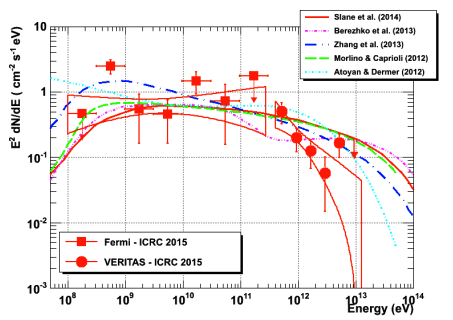 Slane et al. (2014)
Berezhko et al. (2013)
Zhang et al. (2013)
Morlino & Caprioli (2012)
Atoyan & Dermer (2012)
E² dN/dE ( cm⁻² s⁻¹ eV)
10
1
10⁻¹
10⁻²
10⁻³
Fermi - ICRC 2015
VERITAS - ICRC 2015
10⁸ 10⁹ 10¹⁰ 10¹¹ 10¹² 10¹³ 10¹⁴
Energy (eV)